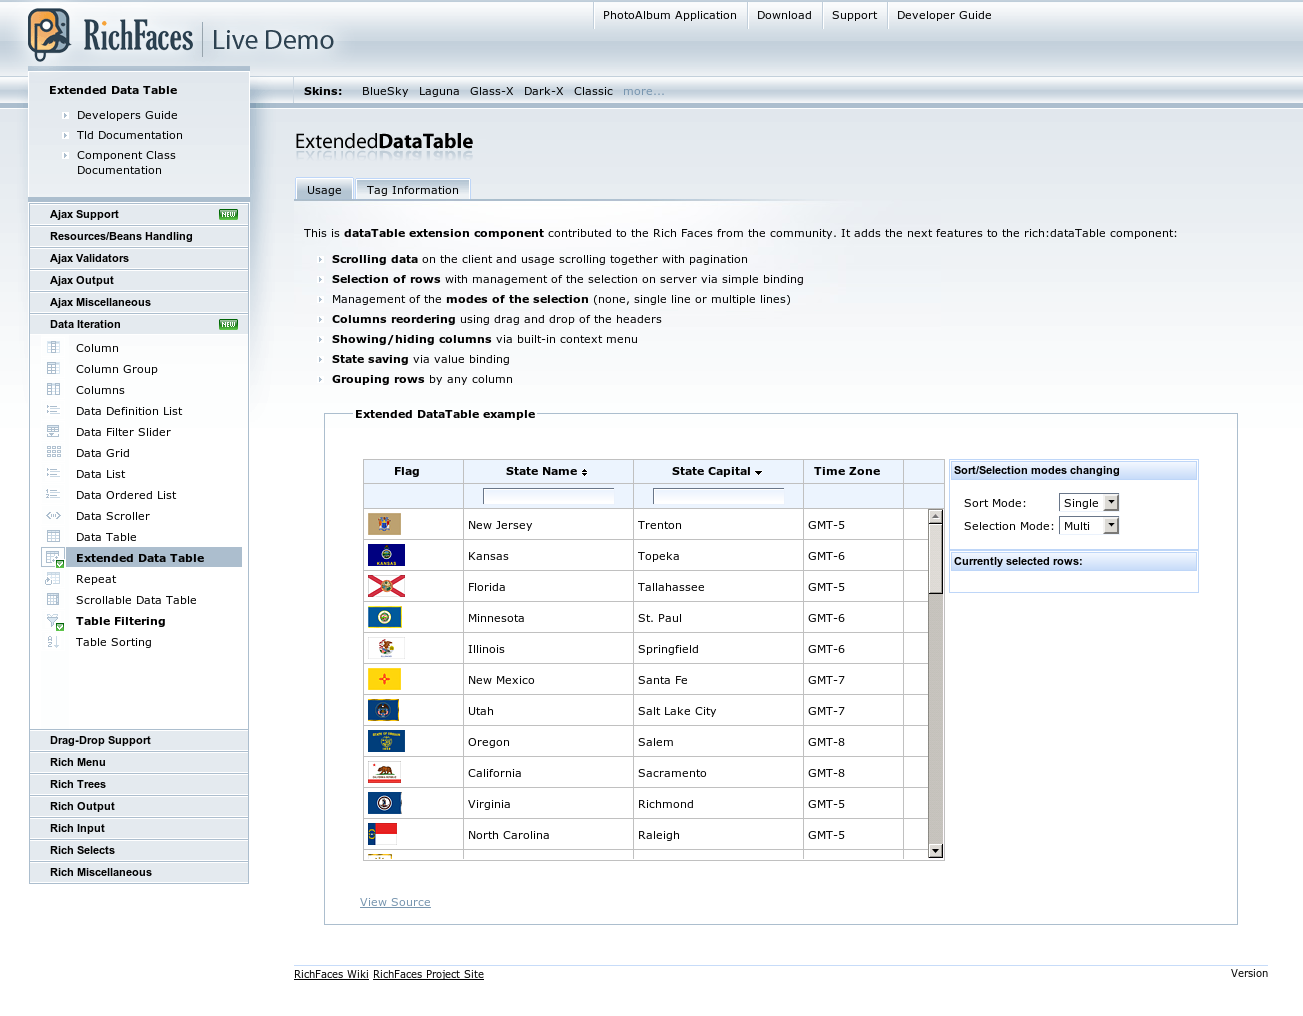 RichFaces Live Demo
PhotoAlbum Application
Download
Support
Developer Guide
Skins: BlueSky Laguna Glass-X Dark-X Classic more...
Extended Data Table
Developers Guide
Tld Documentation
Component Class
Documentation
Ajax Support NEW
Resources/Beans Handling
Ajax Validators
Ajax Output
Ajax Miscellaneous
Data Iteration NEW
Column
Column Group
Columns
Data Definition List
Data Filter Slider
Data Grid
Data List
Data Ordered List
Data Scroller
Data Table
Extended Data Table
Repeat
Scrollable Data Table
Table Filtering
Table Sorting
Drag-Drop Support
Rich Menu
Rich Trees
Rich Output
Rich Input
Rich Selects
Rich Miscellaneous
ExtendedDataTable
Usage
Tag Information
This is dataTable extension component contributed to the Rich Faces from the community. It adds the next features to the rich:dataTable component:
Scrolling data on the client and usage scrolling together with pagination
Selection of rows with management of the selection on server via simple binding
Management of the modes of the selection (none, single line or multiple lines)
Columns reordering using drag and drop of the headers
Showing/hiding columns via built-in context menu
State saving via value binding
Grouping rows by any column
Extended DataTable example
Flag State Name State Capital Time Zone
New Jersey Trenton GMT-5
KANSAS Kansas Topeka GMT-6
Florida Tallahassee GMT-5
Minnesota St. Paul GMT-6
Illinois Springfield GMT-6
New Mexico Santa Fe GMT-7
Utah Salt Lake City GMT-7
Oregon Salem GMT-8
California Sacramento GMT-8
Virginia Richmond GMT-5
North Carolina Raleigh GMT-5
Sort/Selection modes changing
Sort Mode: Single
Selection Mode: Multi
Currently selected rows:
View Source
RichFaces Wiki RichFaces Project Site
Version